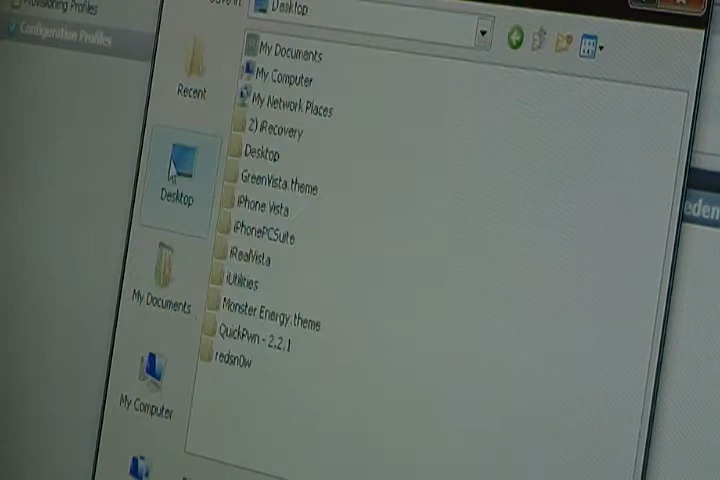 Provisioning Profiles
Configuration Profiles
Desktop
My Documents
My Computer
My Network Places
2) iRecovery
Desktop
GreenVista.theme
iPhone Vista
iPhonePCSuite
iRealVista
iUtilities
Monster Energy.theme
QuickPwn - 2.2.1
redsn0w
Recent
Desktop
My Documents
My Computer